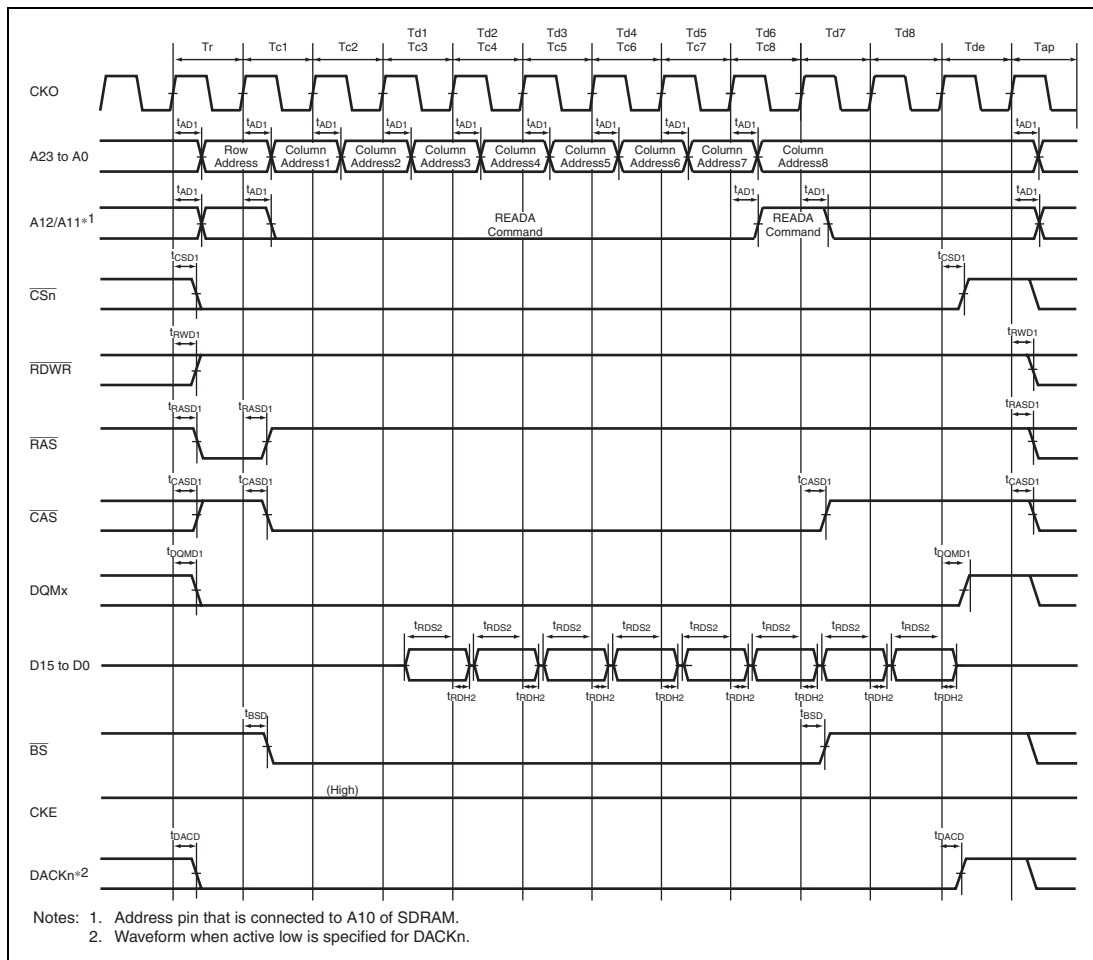 Td1 Td2 Td3 Td4 Td5 Td6
Tr Tc1 Tc2 Tc3 Tc4 Tc5 Tc6 Tc7 Tc8 Td7 Td8 Tde Tap
CKO
tAD1 tAD1 tAD1 tAD1 tAD1 tAD1 tAD1 tAD1 tAD1 tAD1
A23 to A0
Row Address
Column Address1
Column Address2
Column Address3
Column Address4
Column Address5
Column Address6
Column Address7
Column Address8
tAD1 tAD1 tAD1 tAD1 tAD1
A12/A11*1
READA Command
READA Command
tCSD1 tCSD1
CSn
tRWD1 tRWD1
RDWR
tRASD1 tRASD1 tRASD1
RAS
tCASD1 tCASD1 tCASD1 tCASD1
CAS
tDQMD1 tDQMD1
DQMx
tRDS2 tRDS2 tRDS2 tRDS2 tRDS2 tRDS2 tRDS2 tRDS2
D15 to D0
tRDH2 tRDH2 tRDH2 tRDH2 tRDH2 tRDH2 tRDH2 tRDH2
tBSD tBSD
BS
(High)
CKE
tDACD tDACD
DACKn*2
Notes: 1. Address pin that is connected to A10 of SDRAM.
2. Waveform when active low is specified for DACKn.